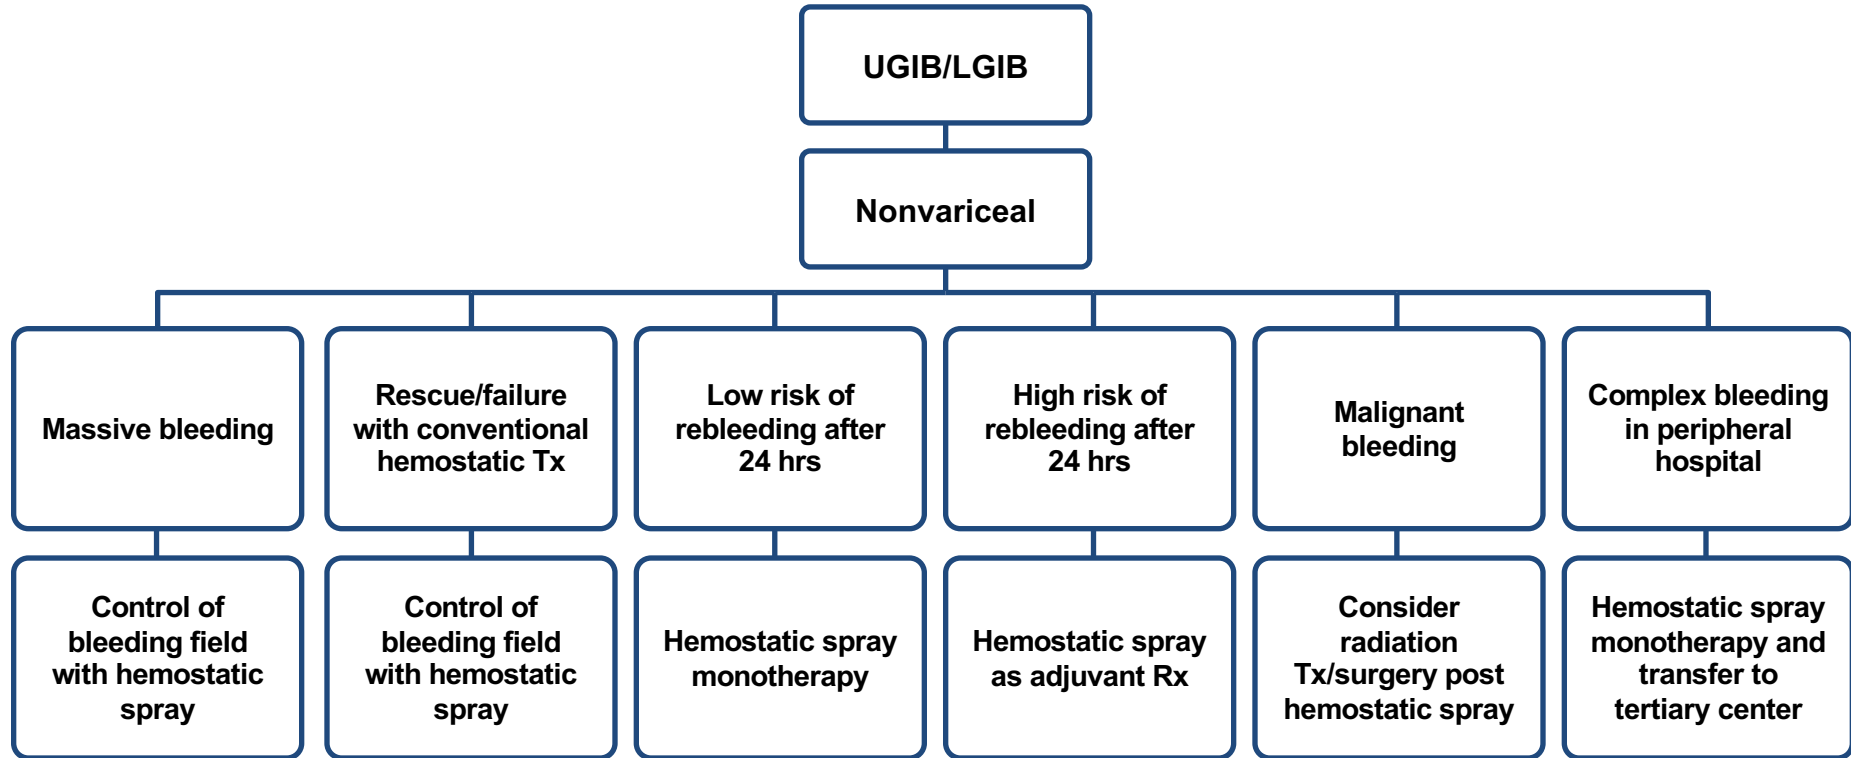 UGIB/LGIB
Nonvariceal
Massive bleeding
Rescue/failure
with conventional
hemostatic Tx
Low risk of
rebleeding after
24 hrs
High risk of
rebleeding after
24 hrs
Malignant
bleeding
Complex bleeding
in peripheral
hospital
Control of
bleeding field
with hemostatic
spray
Control of
bleeding field
with hemostatic
spray
Hemostatic spray
monotherapy
Hemostatic spray
as adjuvant Rx
Consider
radiation
Tx/surgery post
hemostatic spray
Hemostatic spray
monotherapy and
transfer to
tertiary center